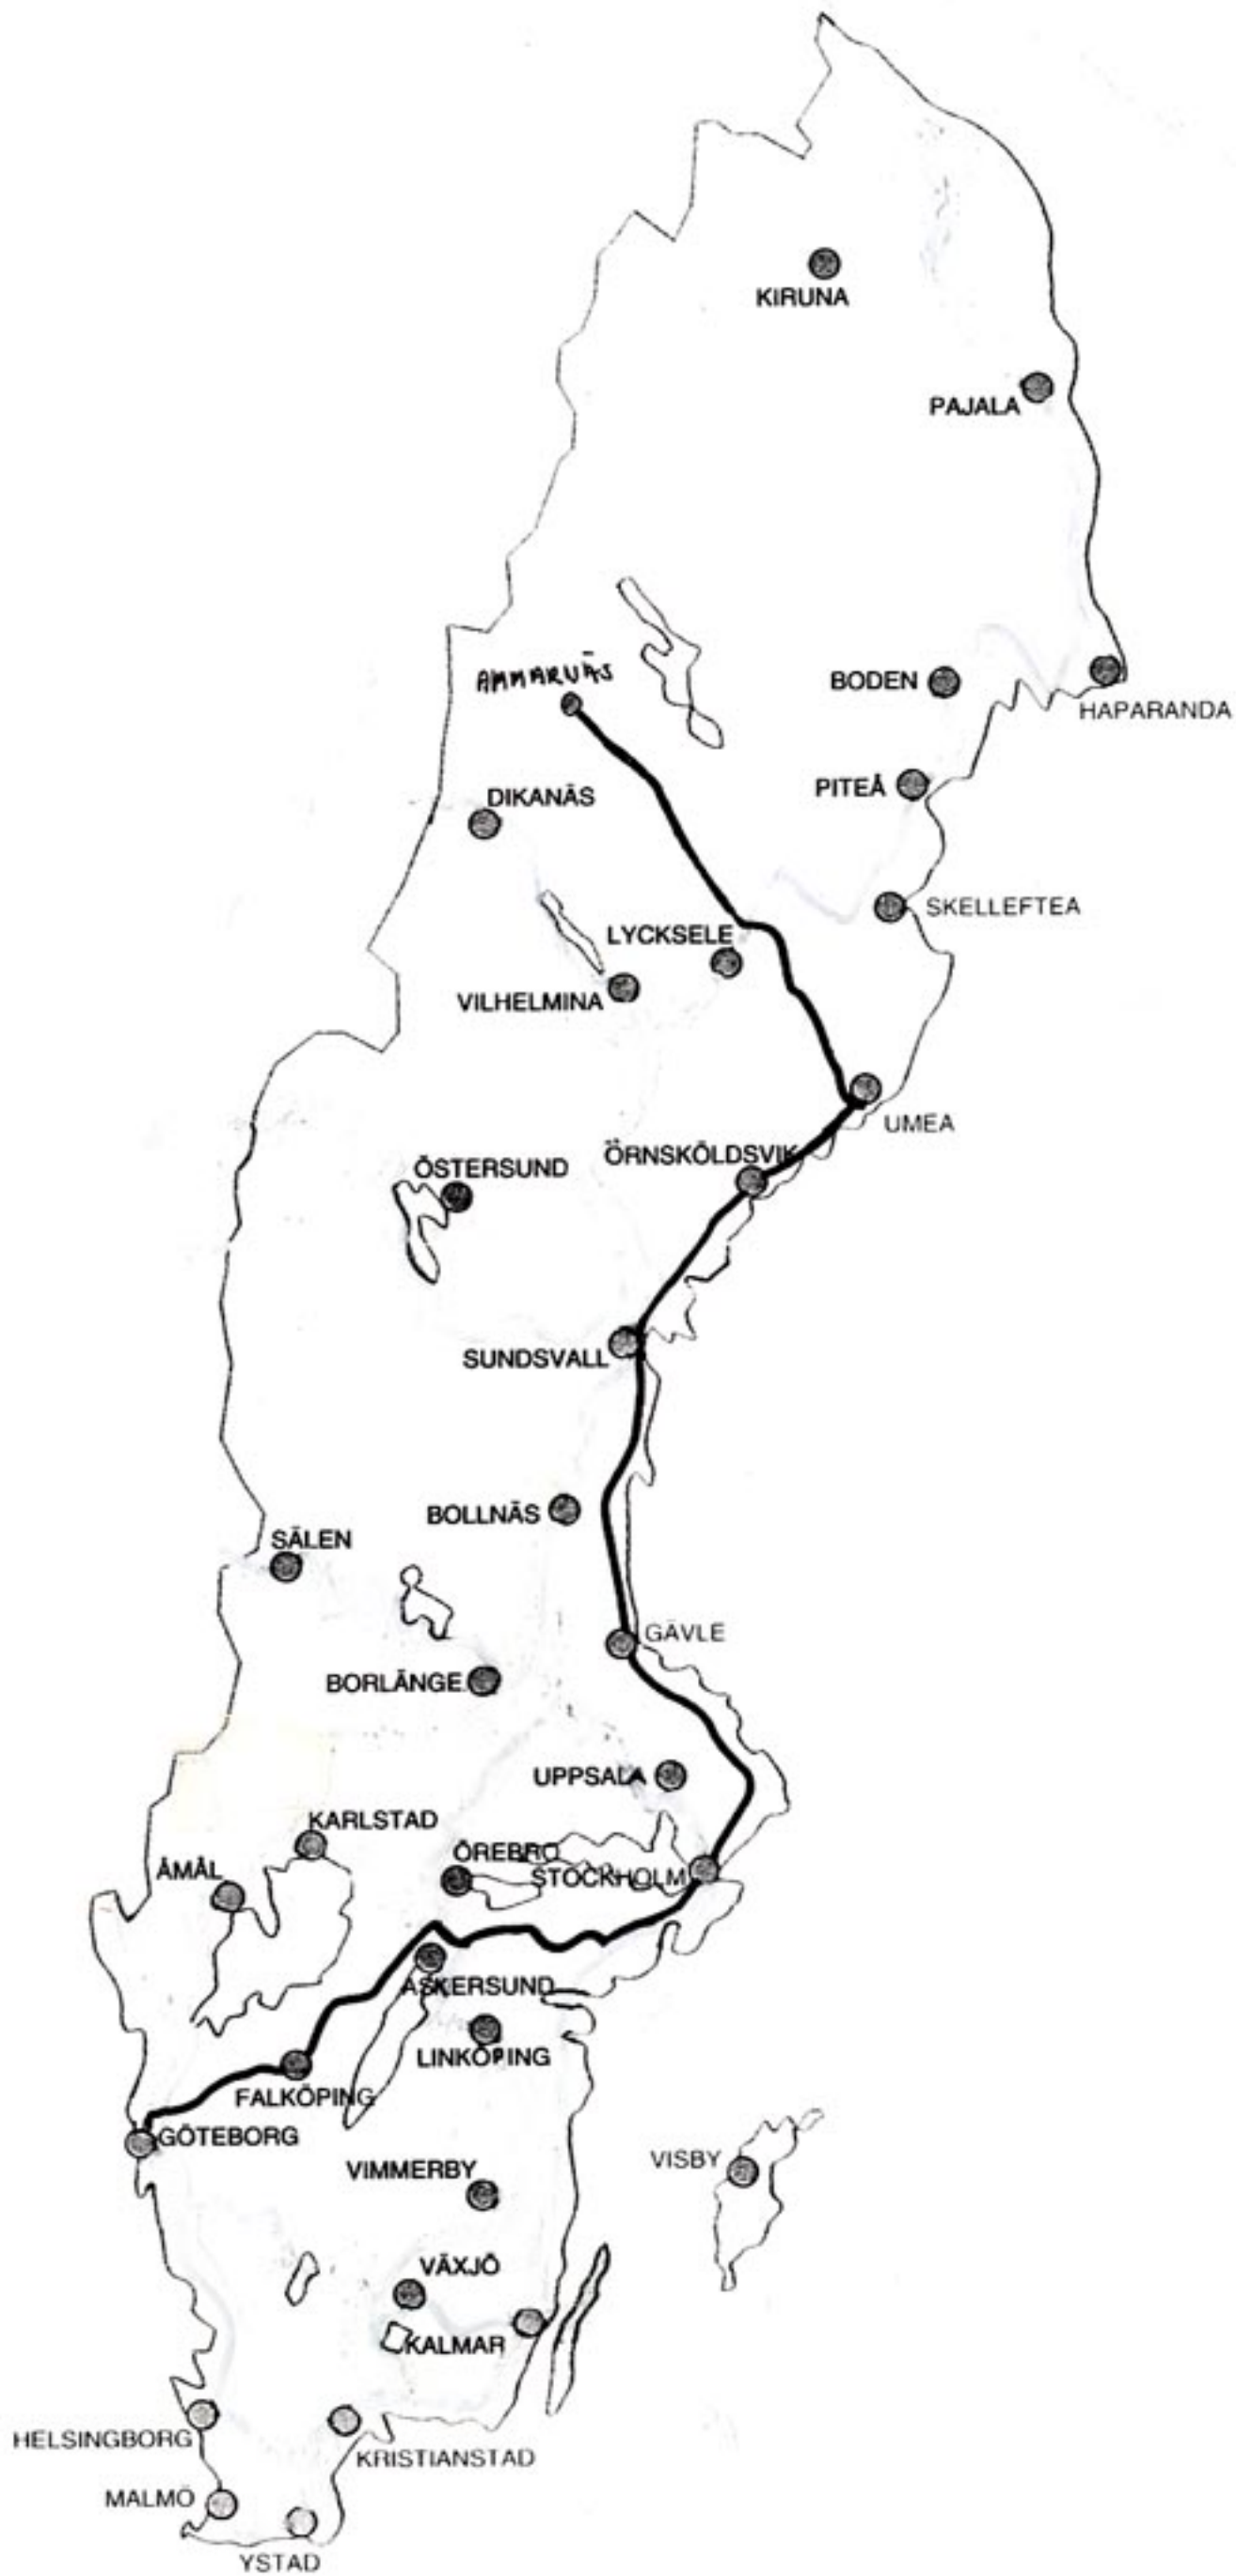 KIRUNA
PAJALA
AMMARNÄS
BODEN
HAPARANDA
PITEÅ
DIKANÄS
SKELLEFTEA
LYCKSELE
VILHELMINA
UMEA
ÖRNSKÖLDSVIK
ÖSTERSUND
SUNDSVALL
BOLLNÄS
SÄLEN
GÄVLE
BORLÄNGE
UPPSALA
KARLSTAD
ÖREBRO
ÅMÅL
STOCKHOLM
ASKERSUND
LINKÖPING
FALKÖPING
GÖTEBORG
VISBY
VIMMERBY
VÄXJÖ
KALMAR
HELSINGBORG
KRISTIANSTAD
MALMÖ
YSTAD